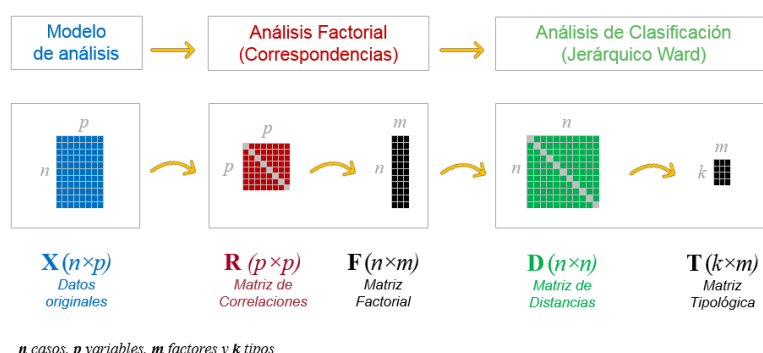 Modelo
de análisis
Análisis Factorial
(Correspondencias)
Análisis de Clasificación
(Jerárquico Ward)
p
n
p
p
m
n
n
n
m
k
X (n×p)
Datos
originales
R (p×p)
Matriz de
Correlaciones
F (n×m)
Matriz
Factorial
D (n×n)
Matriz de
Distancias
T (k×m)
Matriz
Tipológica
n casos, p variables, m factores y k tipos